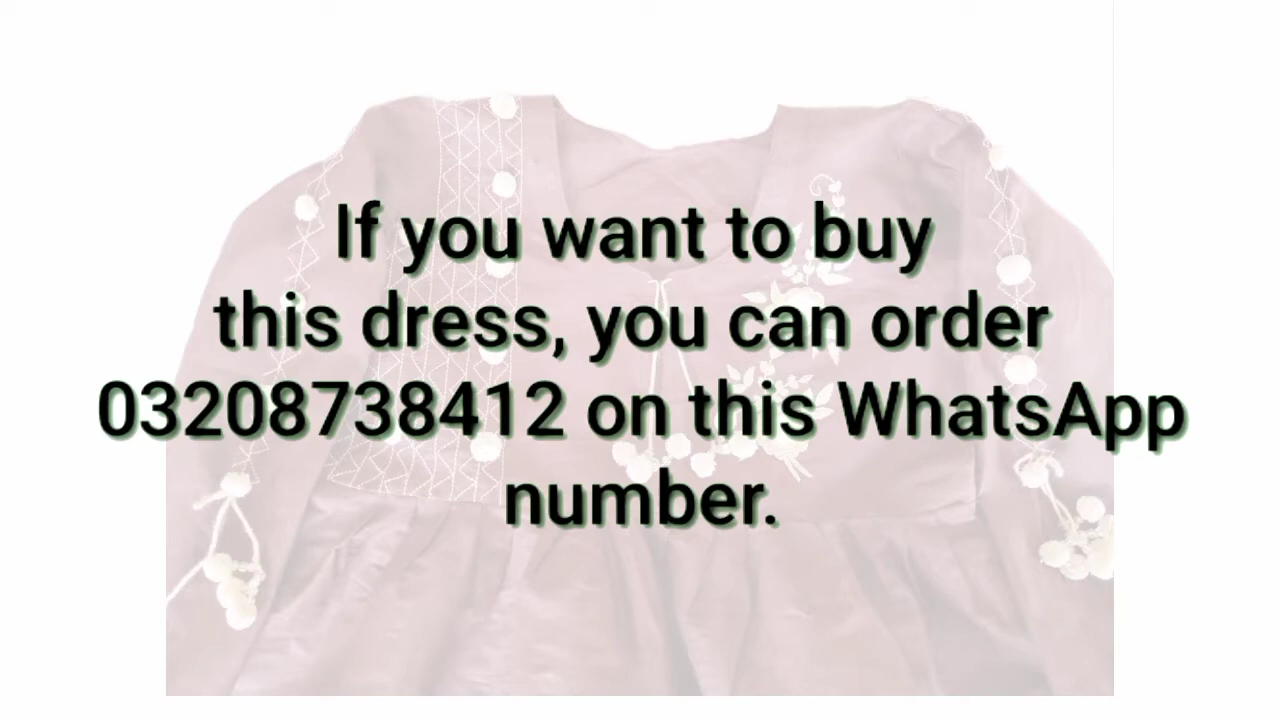 If you want to buy
this dress, you can order
03208738412 on this WhatsApp
number.